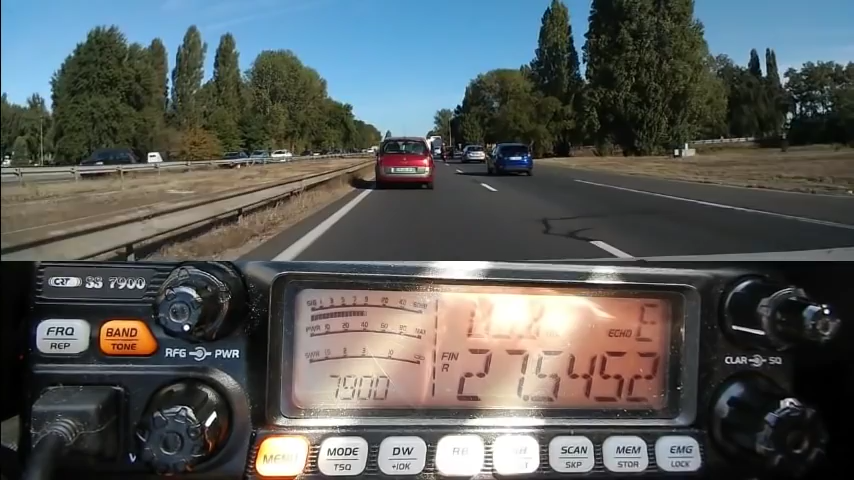 CRT SS 7900
FRQ
REP
BAND
TONE
RFG PWR
FIN
R
ECHO E
27.5452
7900
CLAR SQ
V
MENU
MODE
TSQ
DW
+10K
RB
SCAN
SKP
MEM
STOR
EMG
LOCK